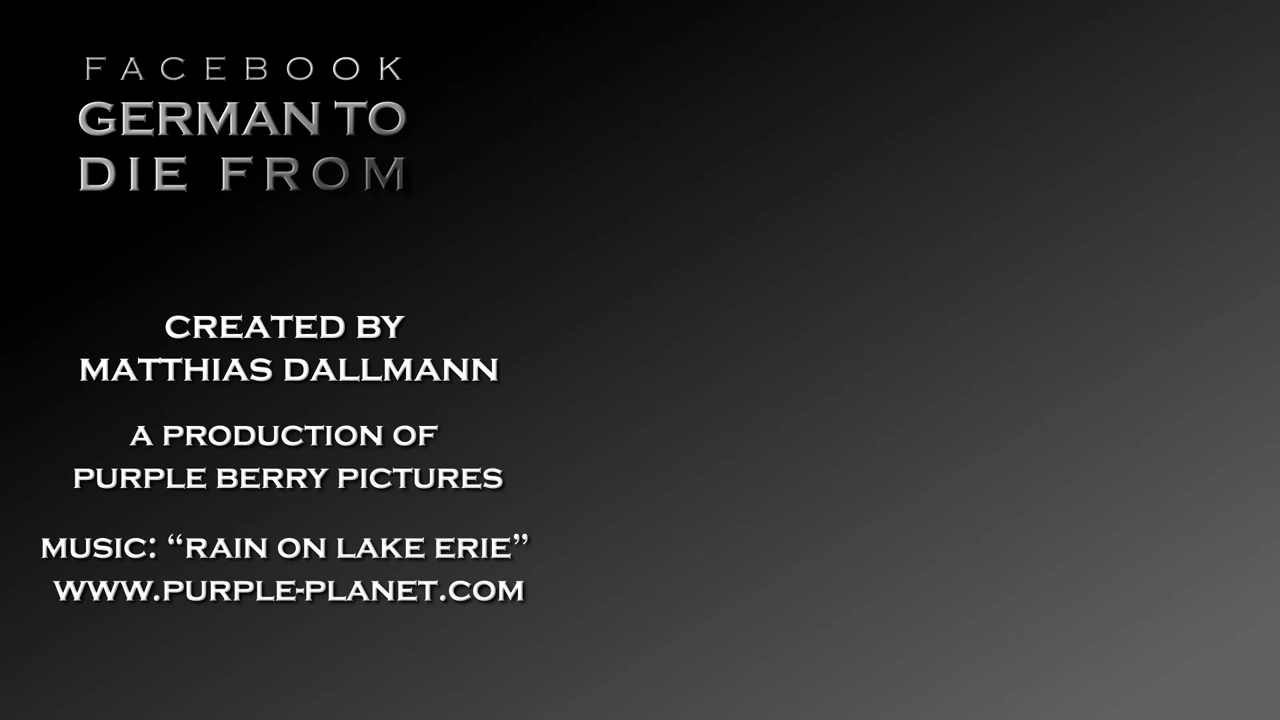 FACEBOOK
GERMAN TO
DIE FROM
CREATED BY
MATTHIAS DALLMANN
A PRODUCTION OF
PURPLE BERRY PICTURES
MUSIC: “RAIN ON LAKE ERIE”
WWW.PURPLE-PLANET.COM